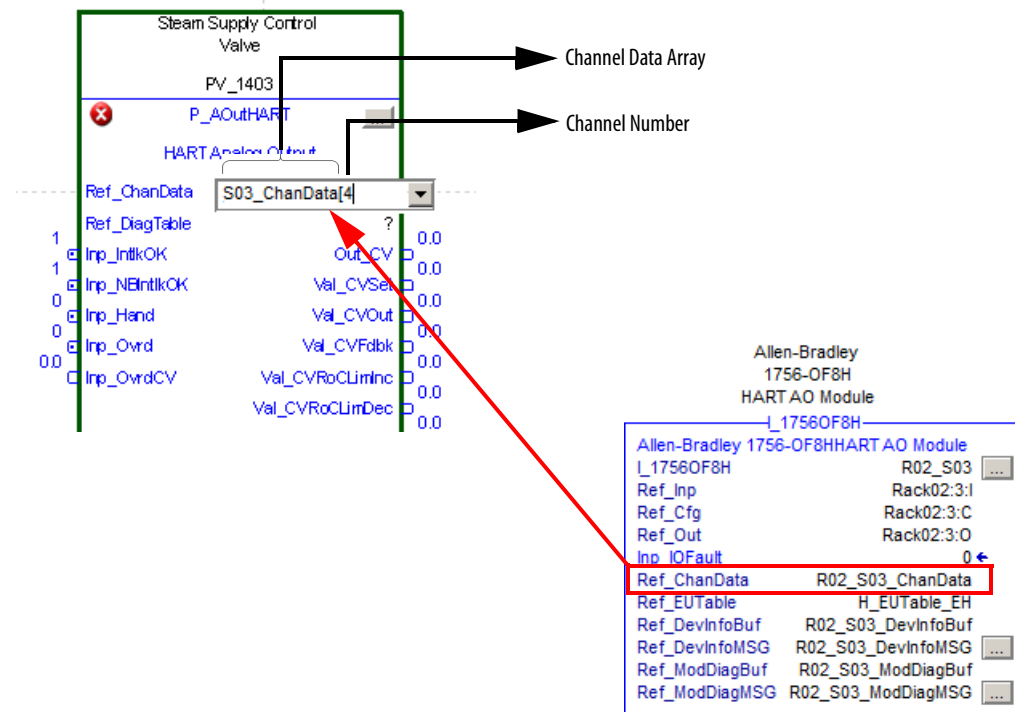 Steam Supply Control
Valve
PV_1403
P_AOutHART
...
HART Analog Output
Channel Data Array
Channel Number
Ref_ChanData S03_ChanData[4
Ref_DiagTable ?
1 Inp_IntlkOK Out_CV 0.0
1 Inp_NBIntlkOK Val_CVSet 0.0
0 Inp_Hand Val_CVOut 0.0
0 Inp_Ovrd Val_CVFdbk 0.0
0.0 Inp_OvrdCV Val_CVRoCLimInc 0.0
Val_CVRoCLimDec 0.0
0.0
Allen-Bradley
1756-OF8H
HART AO Module
I_1756OF8H
Allen-Bradley 1756-OF8HHART AO Module
I_1756OF8H R02_S03 ...
Ref_Inp Rack02:3:I
Ref_Cfg Rack02:3:C
Ref_Out Rack02:3:O
Inp_IOFault 0
Ref_ChanData R02_S03_ChanData
Ref_EUTable H_EUTable_EH
Ref_DevInfoBuf R02_S03_DevInfoBuf
Ref_DevInfoMSG R02_S03_DevInfoMSG ...
Ref_ModDiagBuf R02_S03_ModDiagBuf
Ref_ModDiagMSG R02_S03_ModDiagMSG ...